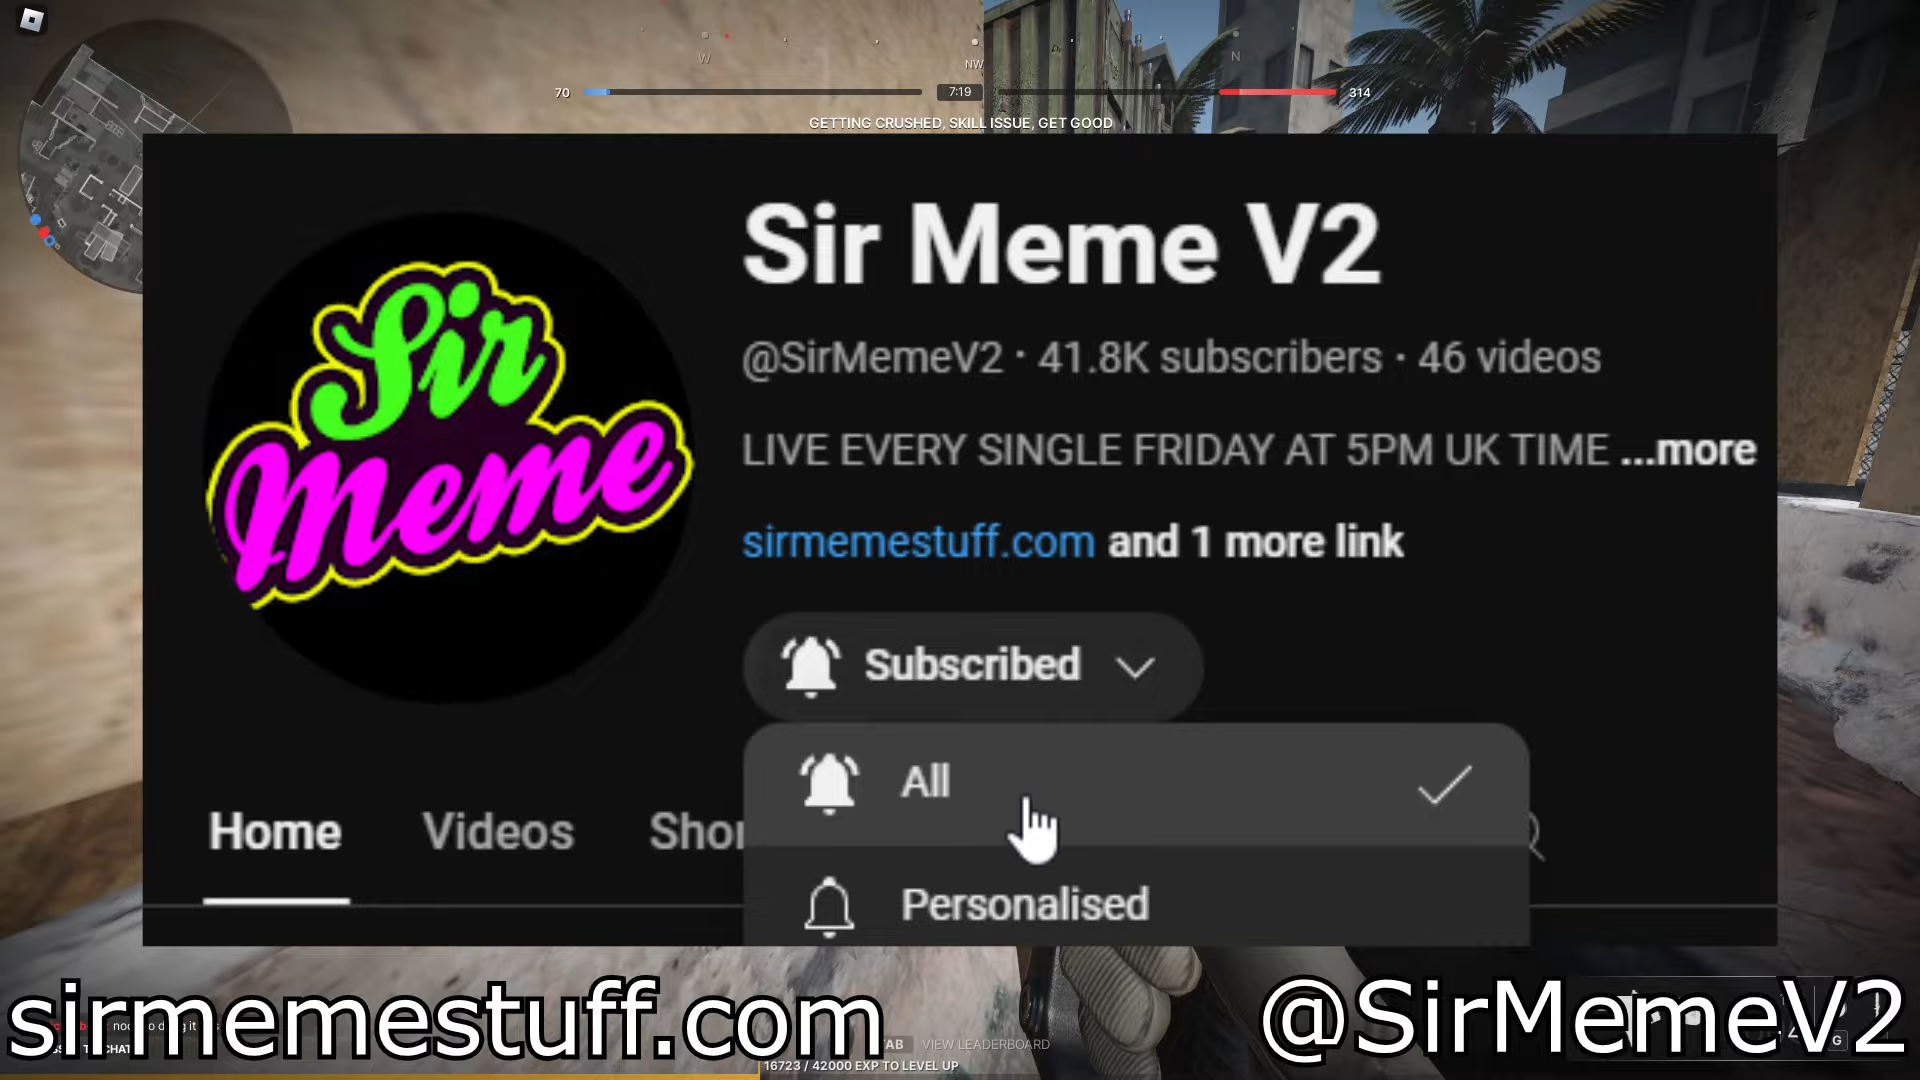 W
NW
N
70
7:19
314
GETTING CRUSHED, SKILL ISSUE, GET GOOD
Sir Meme
Sir Meme V2
@SirMemeV2 · 41.8K subscribers · 46 videos
LIVE EVERY SINGLE FRIDAY AT 5PM UK TIME ...more
sirmemestuff.com and 1 more link
Subscribed
All
Home
Videos
Personalised
sirmemestuff.com
@SirMemeV2
TAB
VIEW LEADERBOARD
G
16723 / 42000 EXP TO LEVEL UP